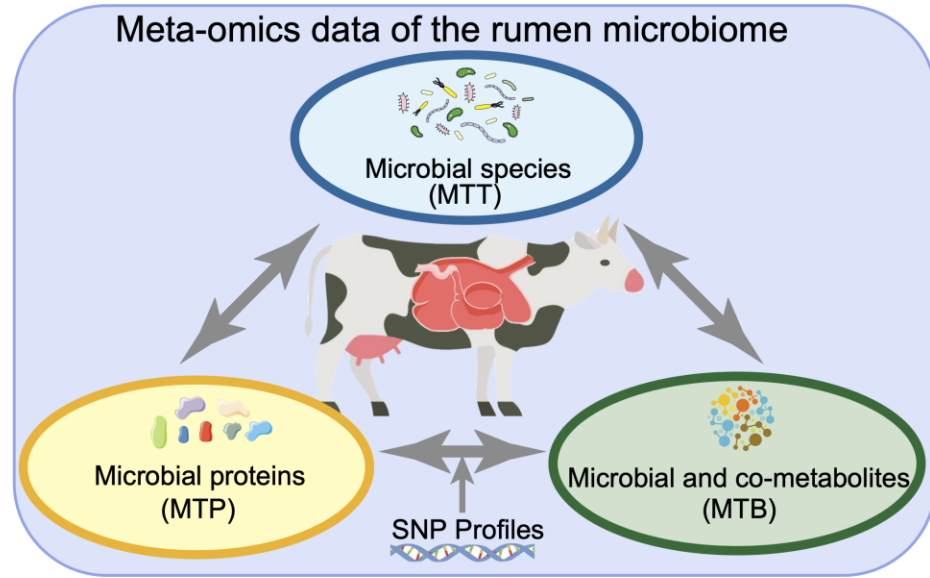 Meta-omics data of the rumen microbiome
Microbial species
(MTT)
Microbial proteins
(MTP)
Microbial and co-metabolites
(MTB)
SNP Profiles